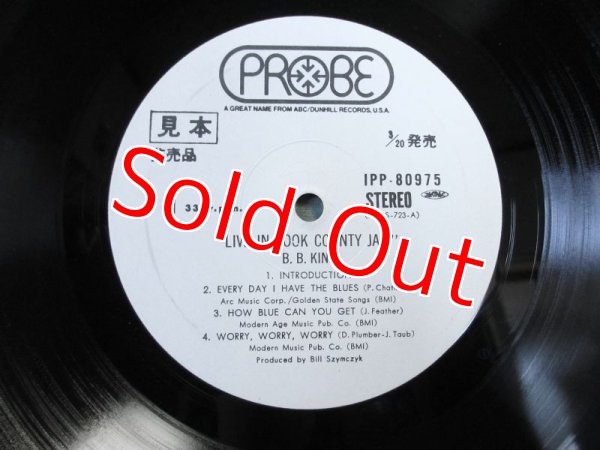 PROBE
A GREAT NAME FROM ABC/DUNHILL RECORDS, U.S.A.
見本
売品
3/20 発売
IPP-80975
STEREO
-723-A)
33
Sold Out
"LIVE IN COOK COUNTY JAIL"
B. B. KING
1. INTRODUCTION
2. EVERY DAY I HAVE THE BLUES (P. Chat
Arc Music Corp./Golden State Songs (BMI)
3. HOW BLUE CAN YOU GET (J. Feather)
Modern Age Music Pub. Co. (BMI)
4. WORRY, WORRY, WORRY (D. Plumber-J. Taub)
Modern Music Pub. Co. (BMI)
Produced by Bill Szymczyk